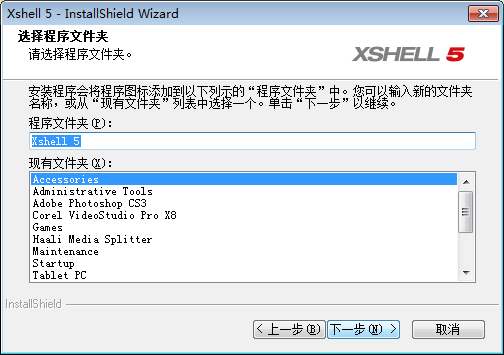 Xshell 5 - InstallShield Wizard
选择程序文件夹
请选择程序文件夹。
XSHELL 5
安装程序会将程序图标添加到以下列示的“程序文件夹”中。您可以输入新的文件夹
名称，或从“现有文件夹”列表中选择一个。单击“下一步”以继续。
程序文件夹(P)：
Xshell 5
现有文件夹(X)：
Accessories
Administrative Tools
Adobe Photoshop CS3
Corel VideoStudio Pro X8
Games
Haali Media Splitter
Maintenance
Startup
Tablet PC
InstallShield
< 上一步(B)
下一步(N) >
取消